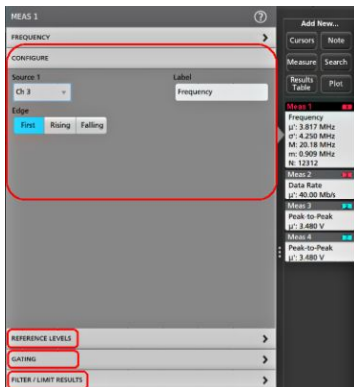 MEAS 1
FREQUENCY
CONFIGURE
Source 1
Label
Ch 3
Frequency
Edge
First Rising Falling
REFERENCE LEVELS
GATING
FILTER / LIMIT RESULTS
Add New...
Cursors Note
Measure Search
Results Table Plot
Meas 1
Frequency
µ': 3.817 MHz
σ': 4.250 MHz
M: 20.18 MHz
m: 0.909 MHz
N: 12312
Meas 2
Data Rate
µ': 40.00 Mb/s
Meas 3
Peak-to-Peak
µ': 3.480 V
Meas 4
Peak-to-Peak
µ': 3.480 V